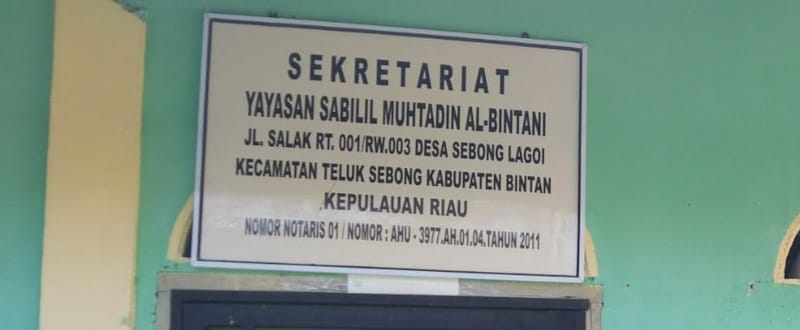 SEKRETARIAT
YAYASAN SABILIL MUHTADIN AL-BINTANI
JL. SALAK RT. 001/RW.003 DESA SEBONG LAGOI
KECAMATAN TELUK SEBONG KABUPATEN BINTAN
KEPULAUAN RIAU
NOMOR NOTARIS 01 / NOMOR : AHU - 3977.AH.01.04.TAHUN 2011